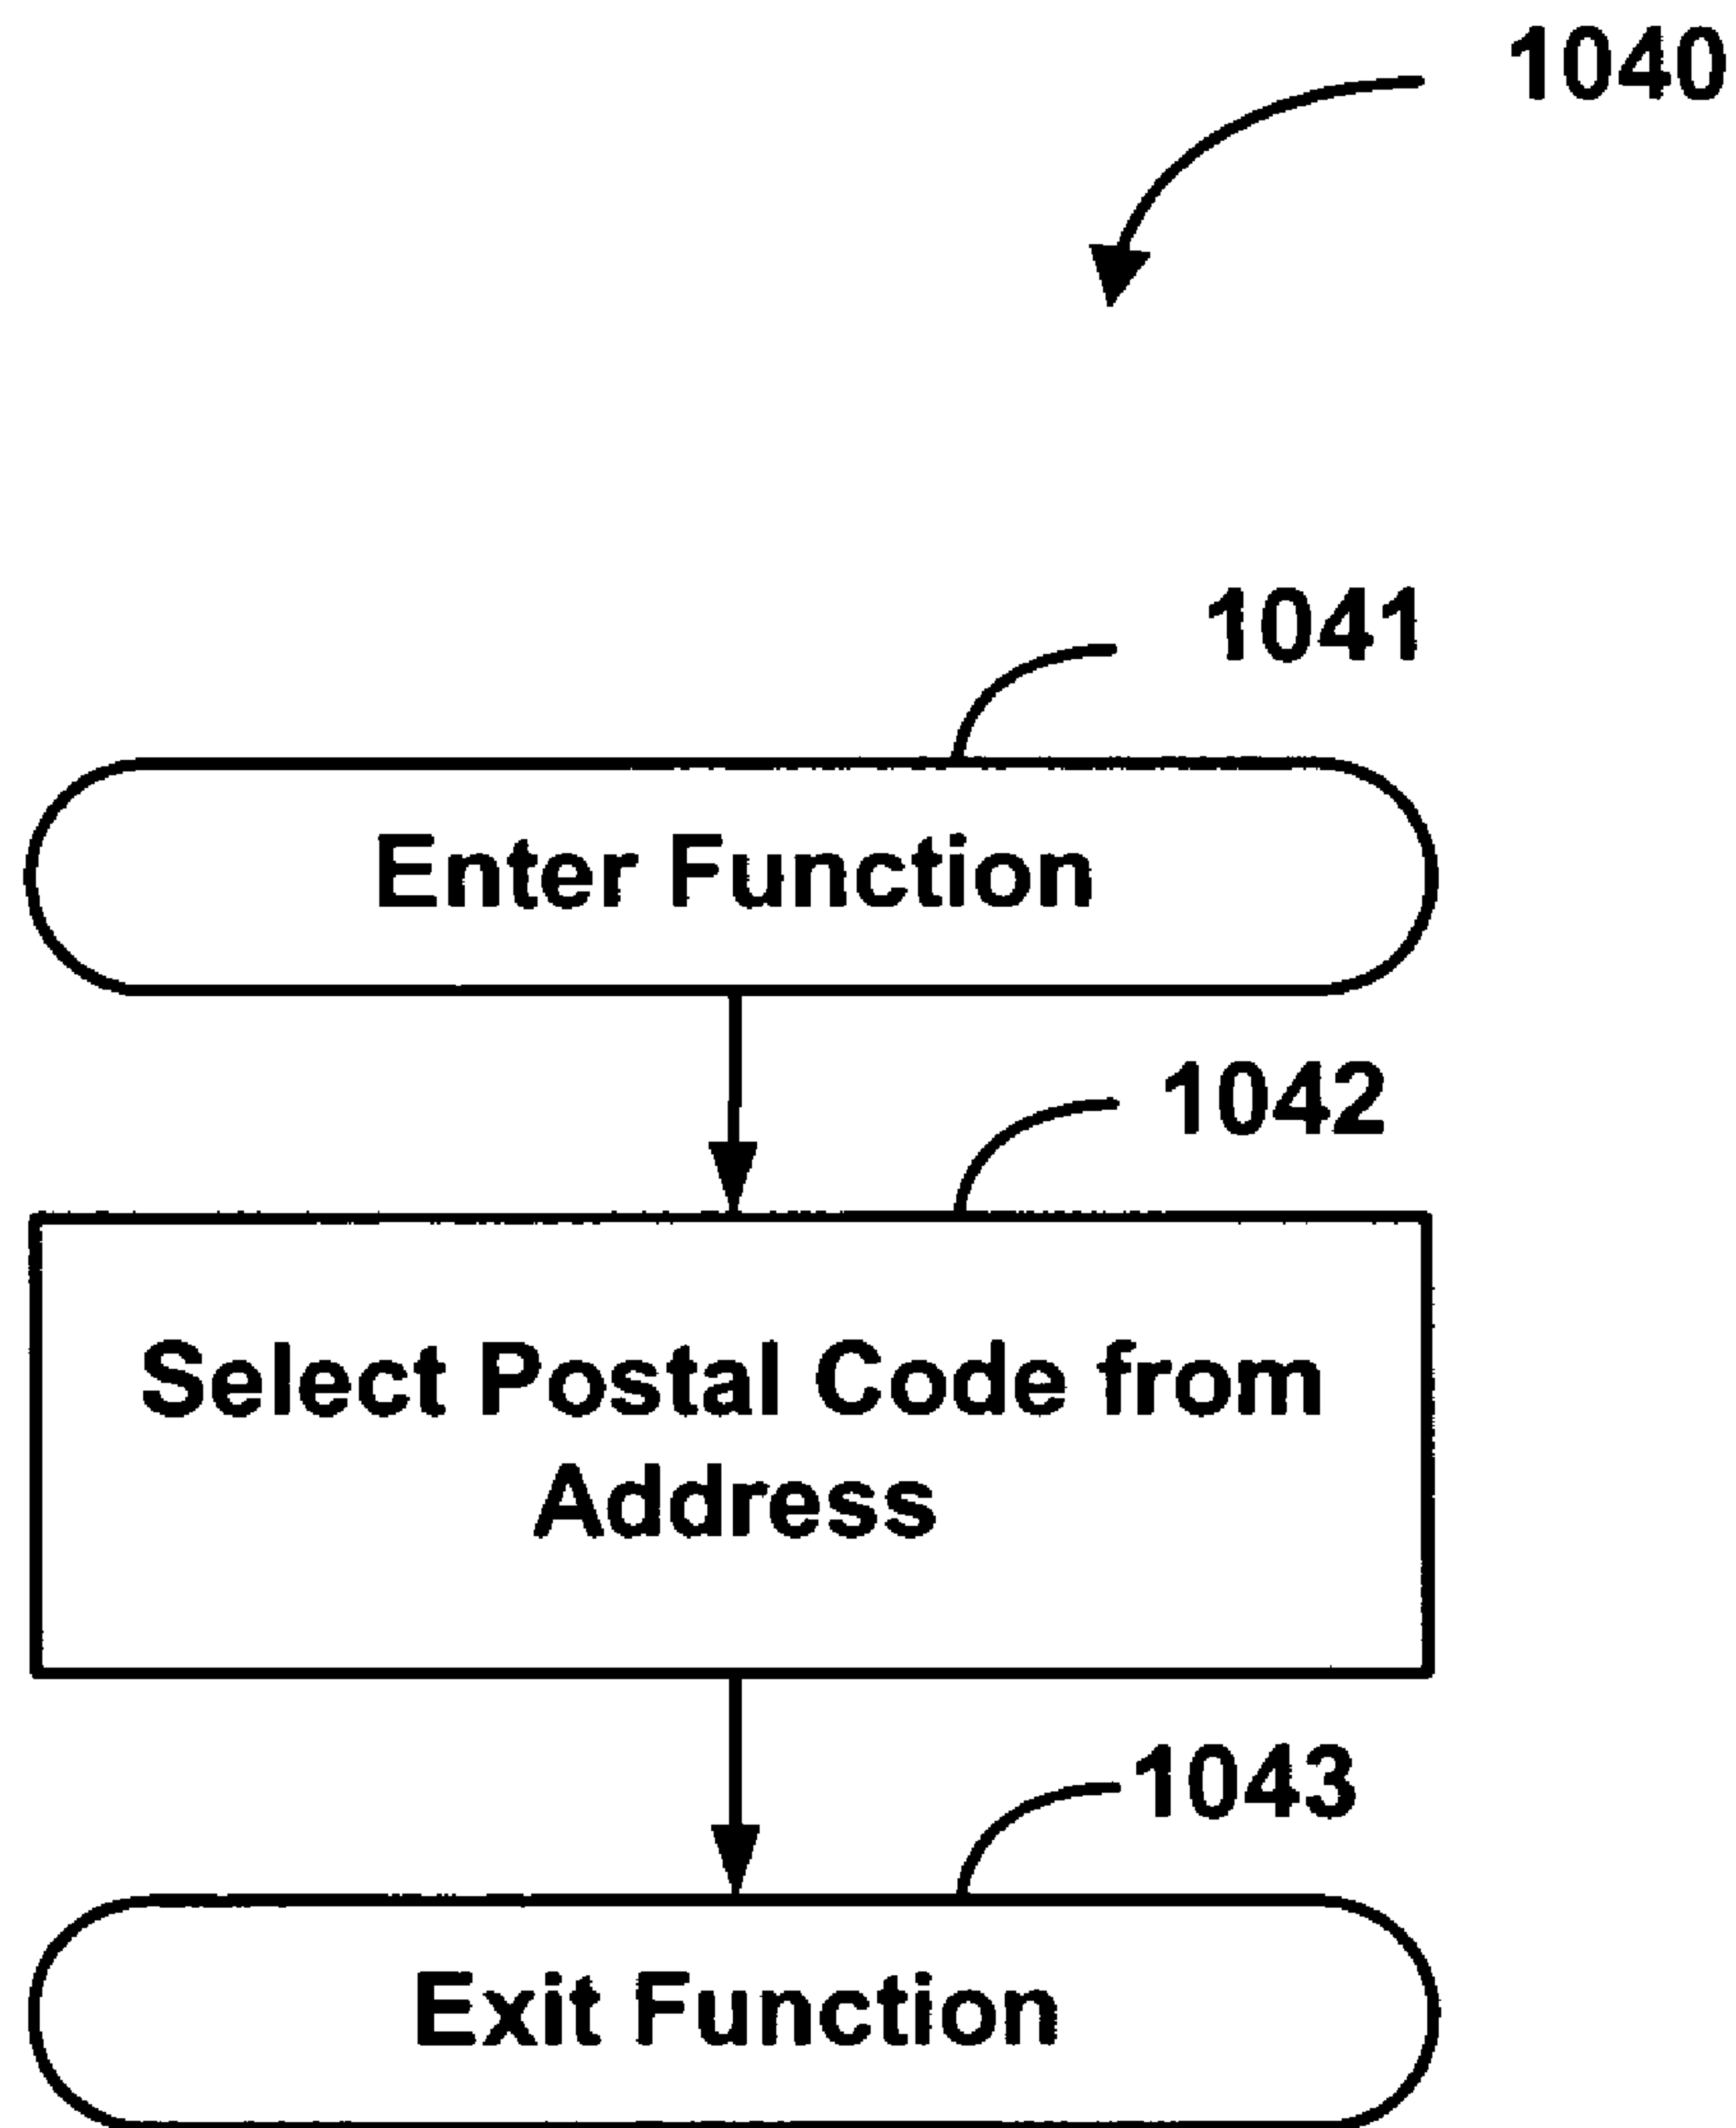 1040
1041
Enter Function
1042
Select Postal Code from
Address
1043
Exit Function